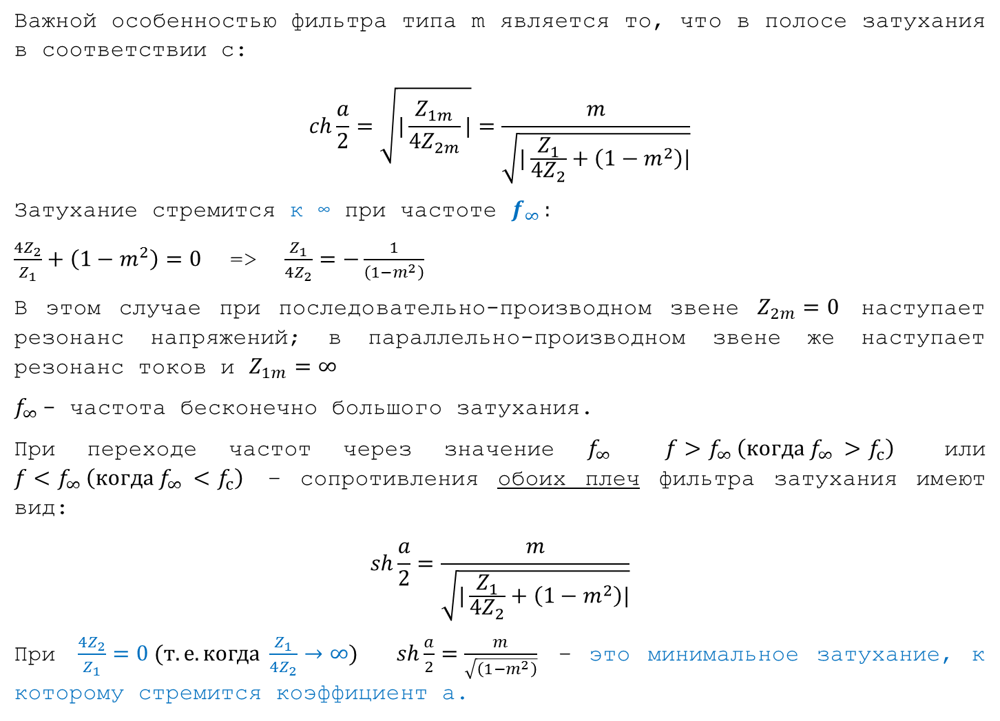 Важной особенностью фильтра типа m является то, что в полосе затухания
в соответствии с:
$ch\frac{a}{2} = \sqrt{|\frac{Z_{1m}}{4Z_{2m}}|} = \frac{m}{\sqrt{|\frac{Z_1}{4Z_2} + (1 - m^2)|}}$
Затухание стремится к ∞ при частоте $f_\infty$:
$\frac{4Z_2}{Z_1} + (1 - m^2) = 0$ => $\frac{Z_1}{4Z_2} = -\frac{1}{(1-m^2)}$
В этом случае при последовательно-производном звене $Z_{2m} = 0$ наступает
резонанс напряжений; в параллельно-производном звене же наступает
резонанс токов и $Z_{1m} = \infty$
$f_\infty$ – частота бесконечно большого затухания.
При переходе частот через значение $f_\infty$ $f > f_\infty$ (когда $f_\infty > f_с$) или
$f < f_\infty$ (когда $f_\infty < f_с$) – сопротивления обоих плеч фильтра затухания имеют
вид:
$sh\frac{a}{2} = \frac{m}{\sqrt{|\frac{Z_1}{4Z_2} + (1 - m^2)|}}$
При $\frac{4Z_2}{Z_1} = 0$ (т.е.когда $\frac{Z_1}{4Z_2} \to \infty$) $sh\frac{a}{2} = \frac{m}{\sqrt{(1-m^2)}}$ – это минимальное затухание, к
которому стремится коэффициент а.